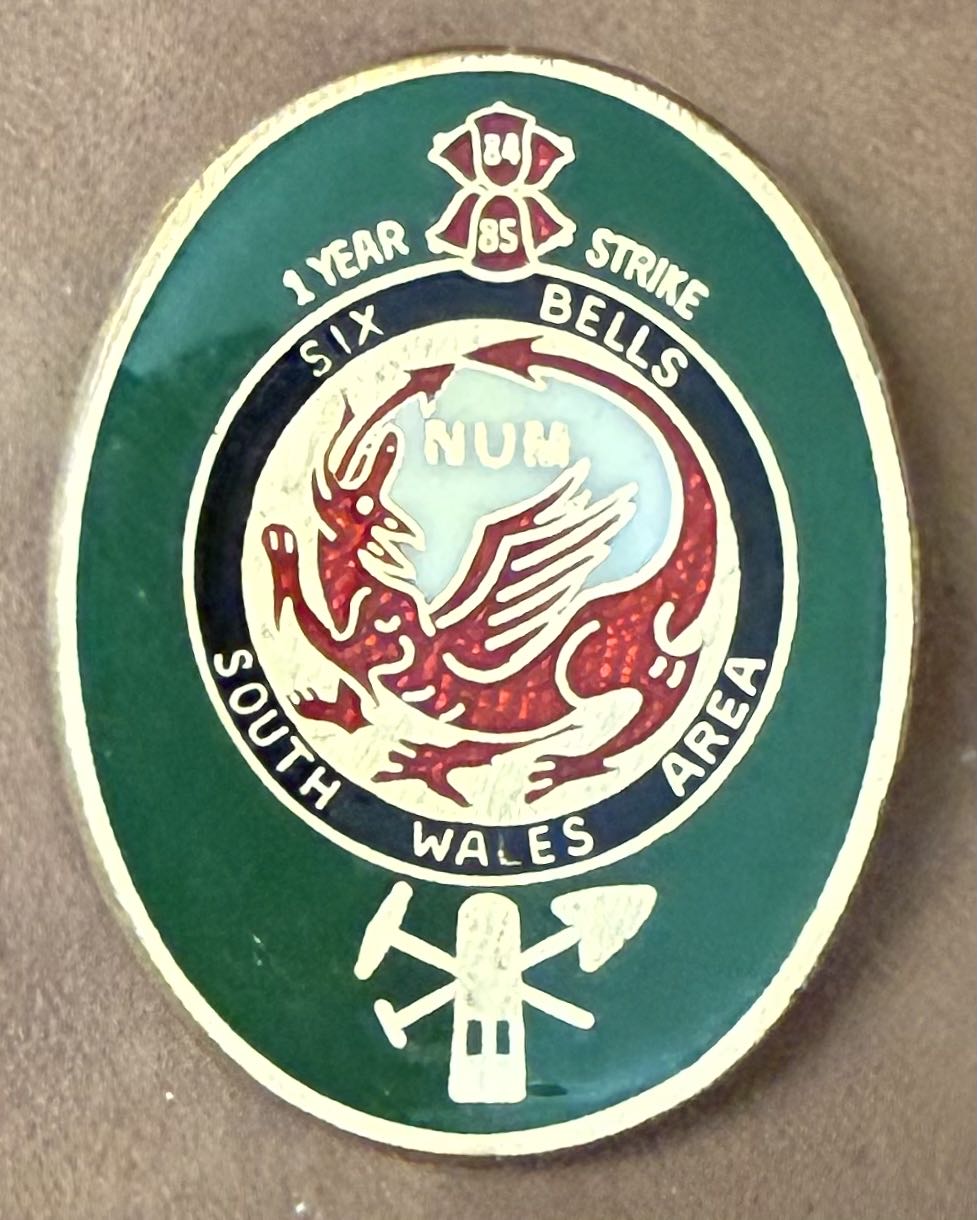 84
85
1 YEAR STRIKE
SIX BELLS
NUM
SOUTH WALES AREA